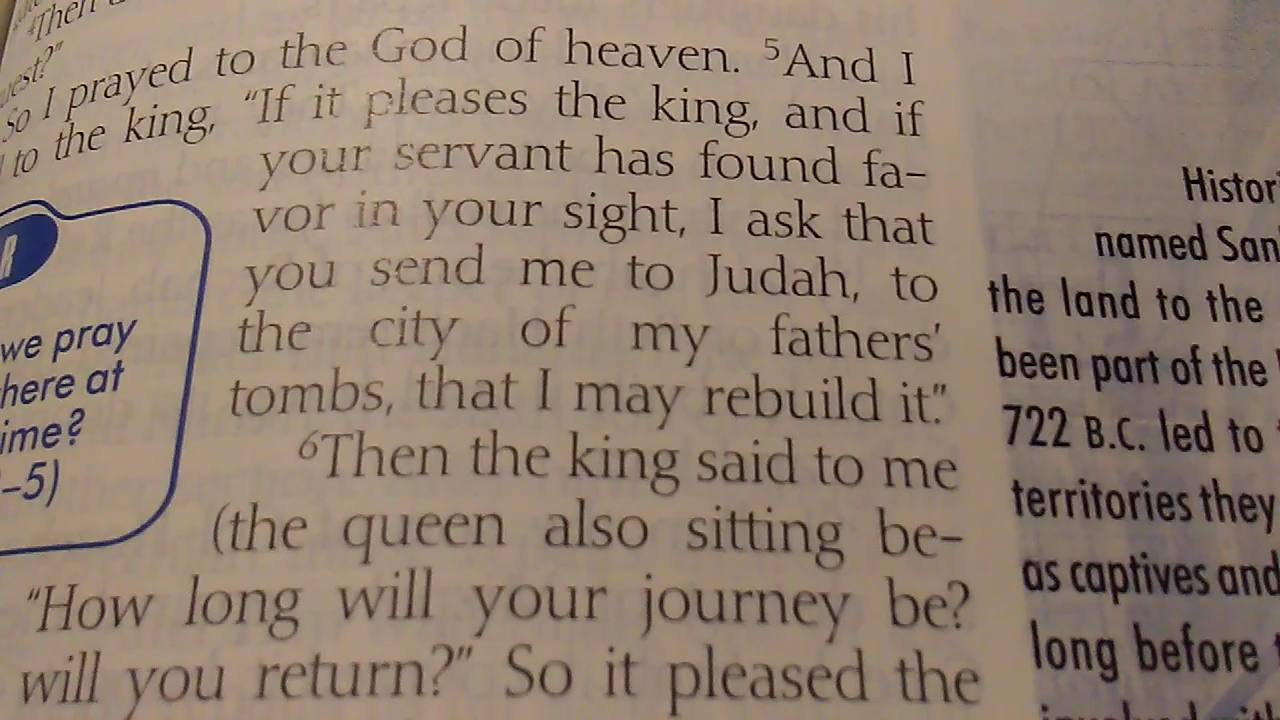 "Then
uest?"
So I prayed to the God of heaven. 5And I
to the king, "If it pleases the king, and if
your servant has found fa-
vor in your sight, I ask that
you send me to Judah, to
the city of my fathers'
tombs, that I may rebuild it."
6Then the king said to me
(the queen also sitting be-
"How long will your journey be?
will you return?" So it pleased the
R
we pray
here at
ime?
–5)
Histori
named San
the land to the
been part of the
722 B.C. led to
territories they
as captives and
long before